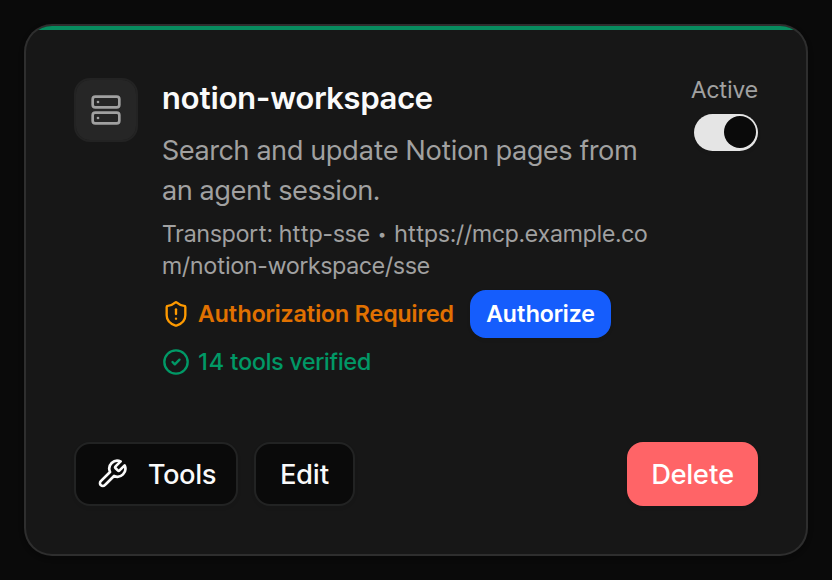 notion-workspace
Active
Search and update Notion pages from
an agent session.
Transport: http-sse • https://mcp.example.co
m/notion-workspace/sse
Authorization Required
Authorize
14 tools verified
Tools
Edit
Delete